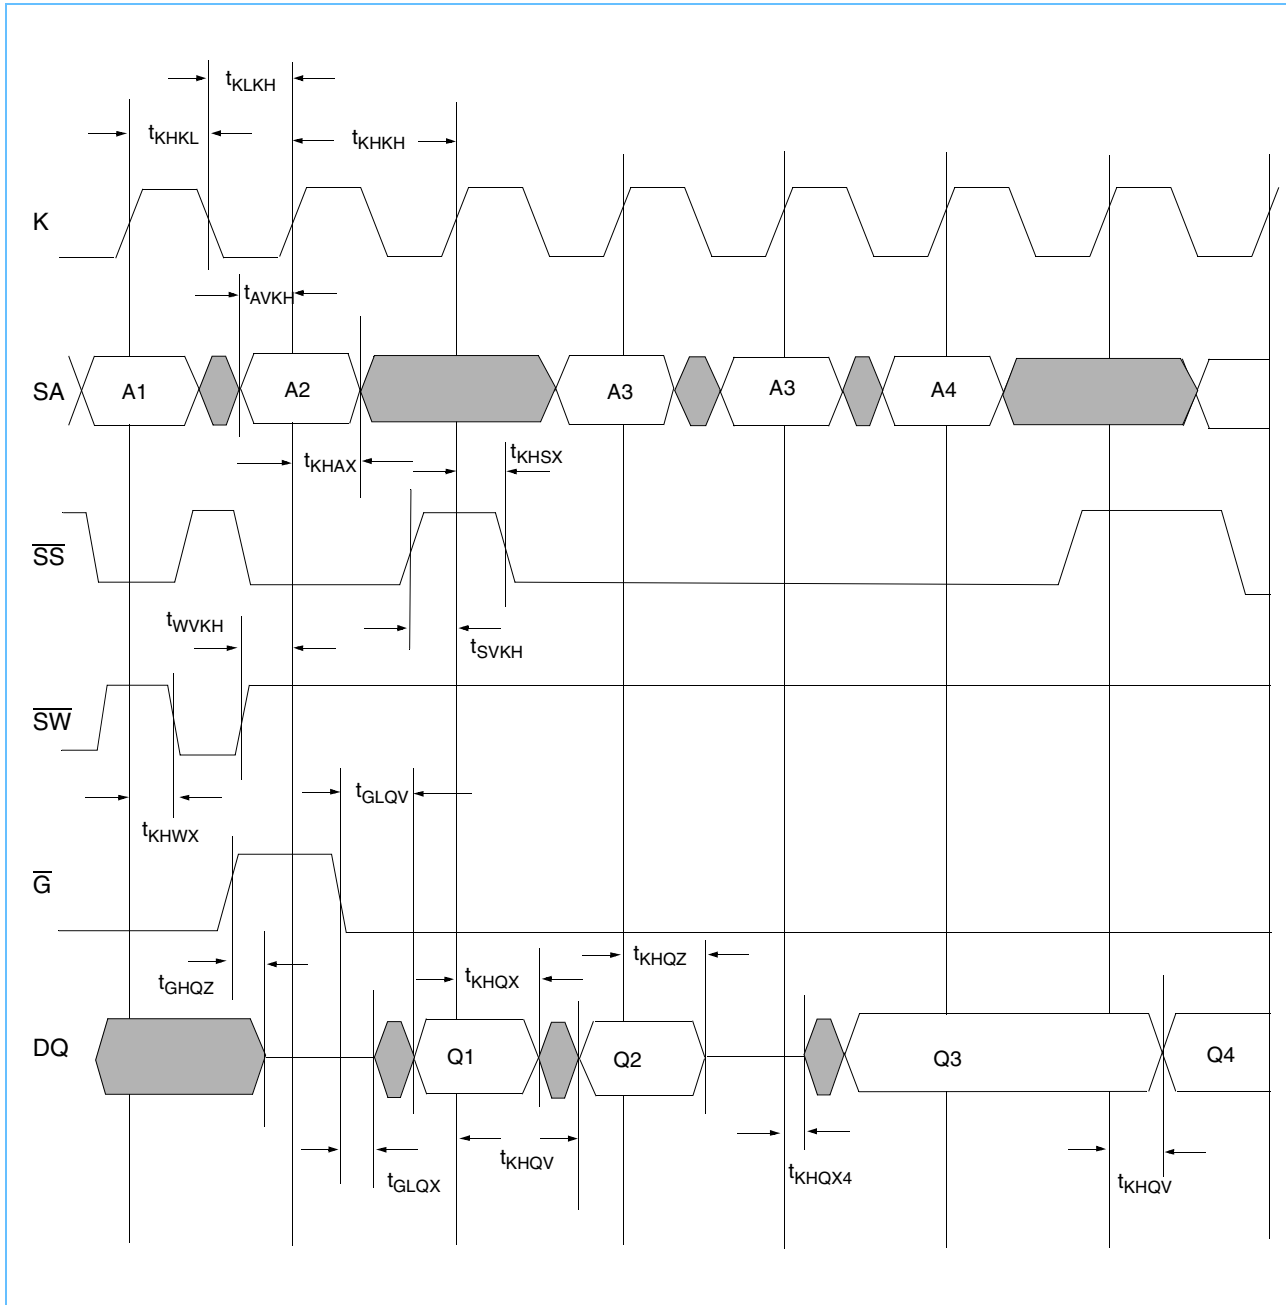 tKLKH
tKHKL
tKHKH
K
tAVKH
SA
A1
A2
A3
A3
A4
tKHAX
tKHSX
SS
tWVKH
tSVKH
SW
tGLQV
tKHWX
G
tKHQZ
tGHQZ
tKHQX
DQ
Q1
Q2
Q3
Q4
tKHQV
tGLQX
tKHQX4
tKHQV